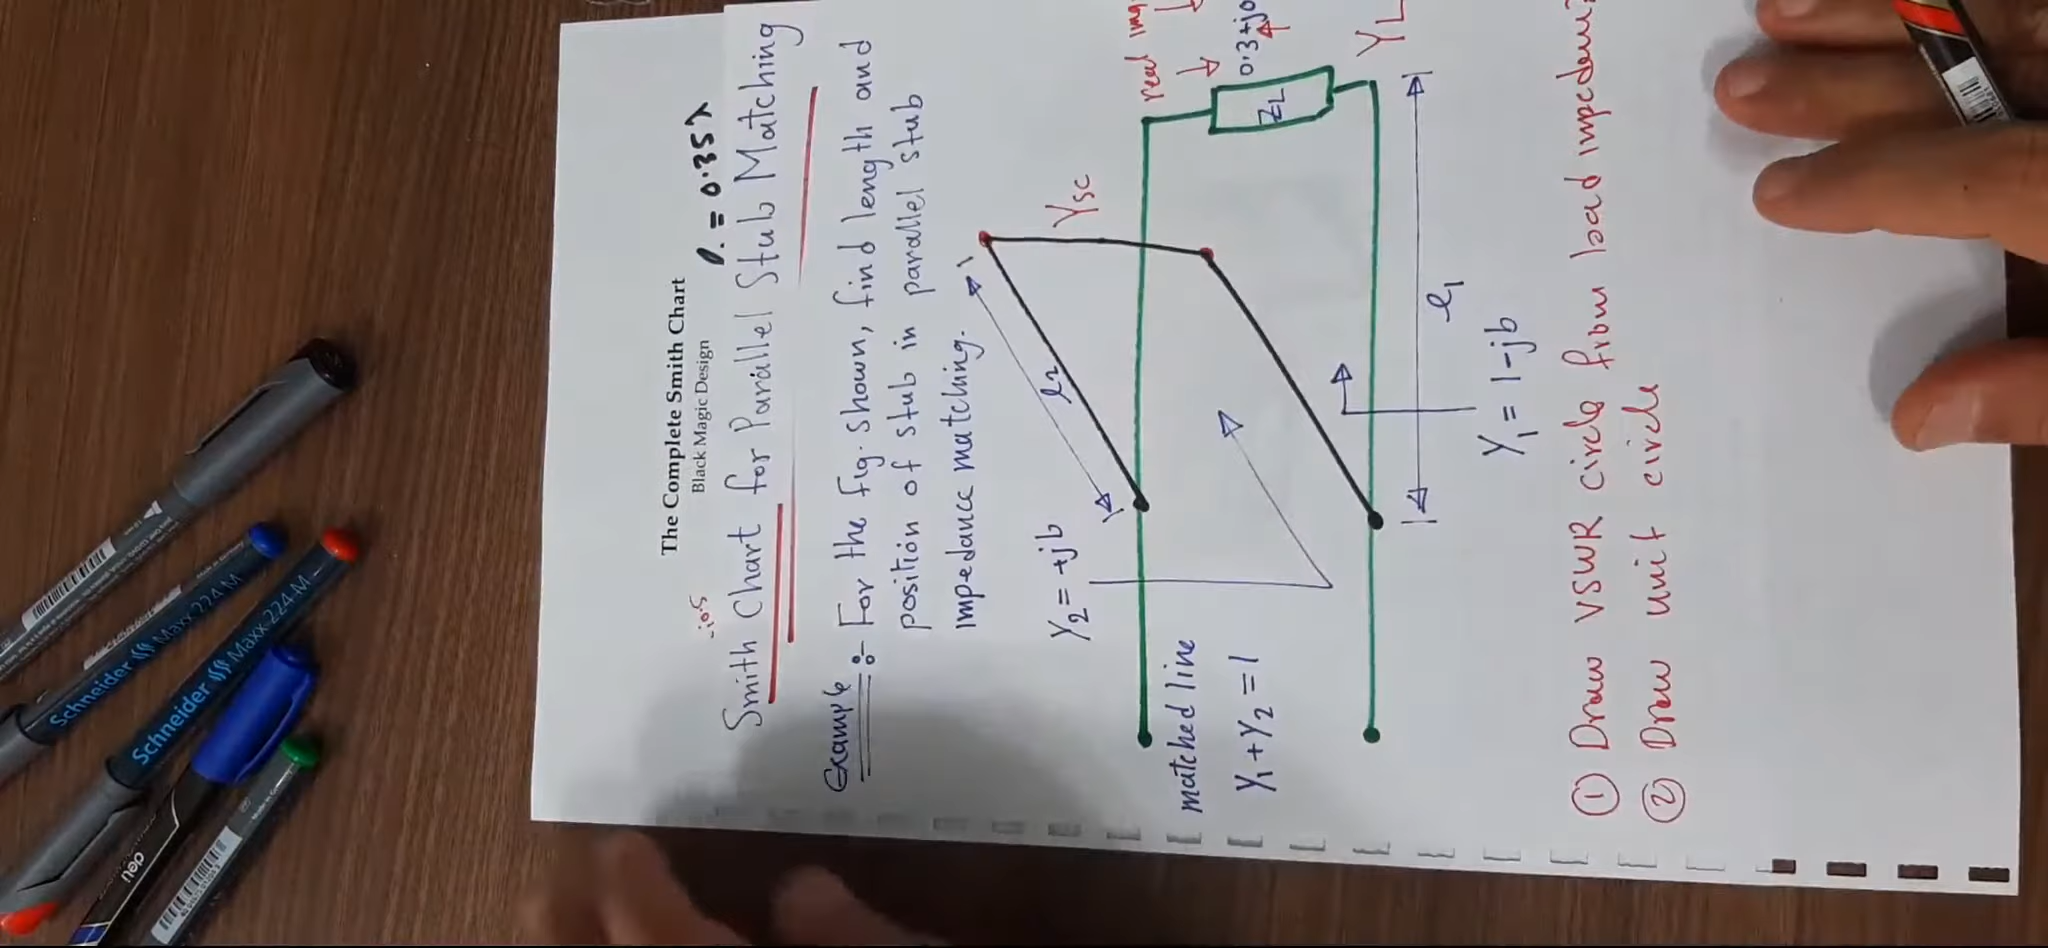 The Complete Smith Chart
Black Magic Design
= 0.35λ
Smith Chart for Parallel Stub Matching
Example :- For the fig. shown, find length and
position of stub in parallel stub
impedance matching.
YSC
real
0.3+j0
ZL
YL
l2
Y2 = +jb
matched line
Y1+Y2 = 1
l1
Y1 = 1-jb
① Draw VSWR circle from load
② Draw unit circle
Schneider Maxx 224 M
Schneider Maxx 224-M
deli